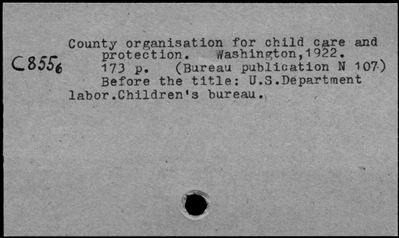 County organisation for child care and
protection. Washington,1922.
C8556
173 p. (Bureau publication N 107)
Before the title: U.S.Department
labor.Children's bureau.